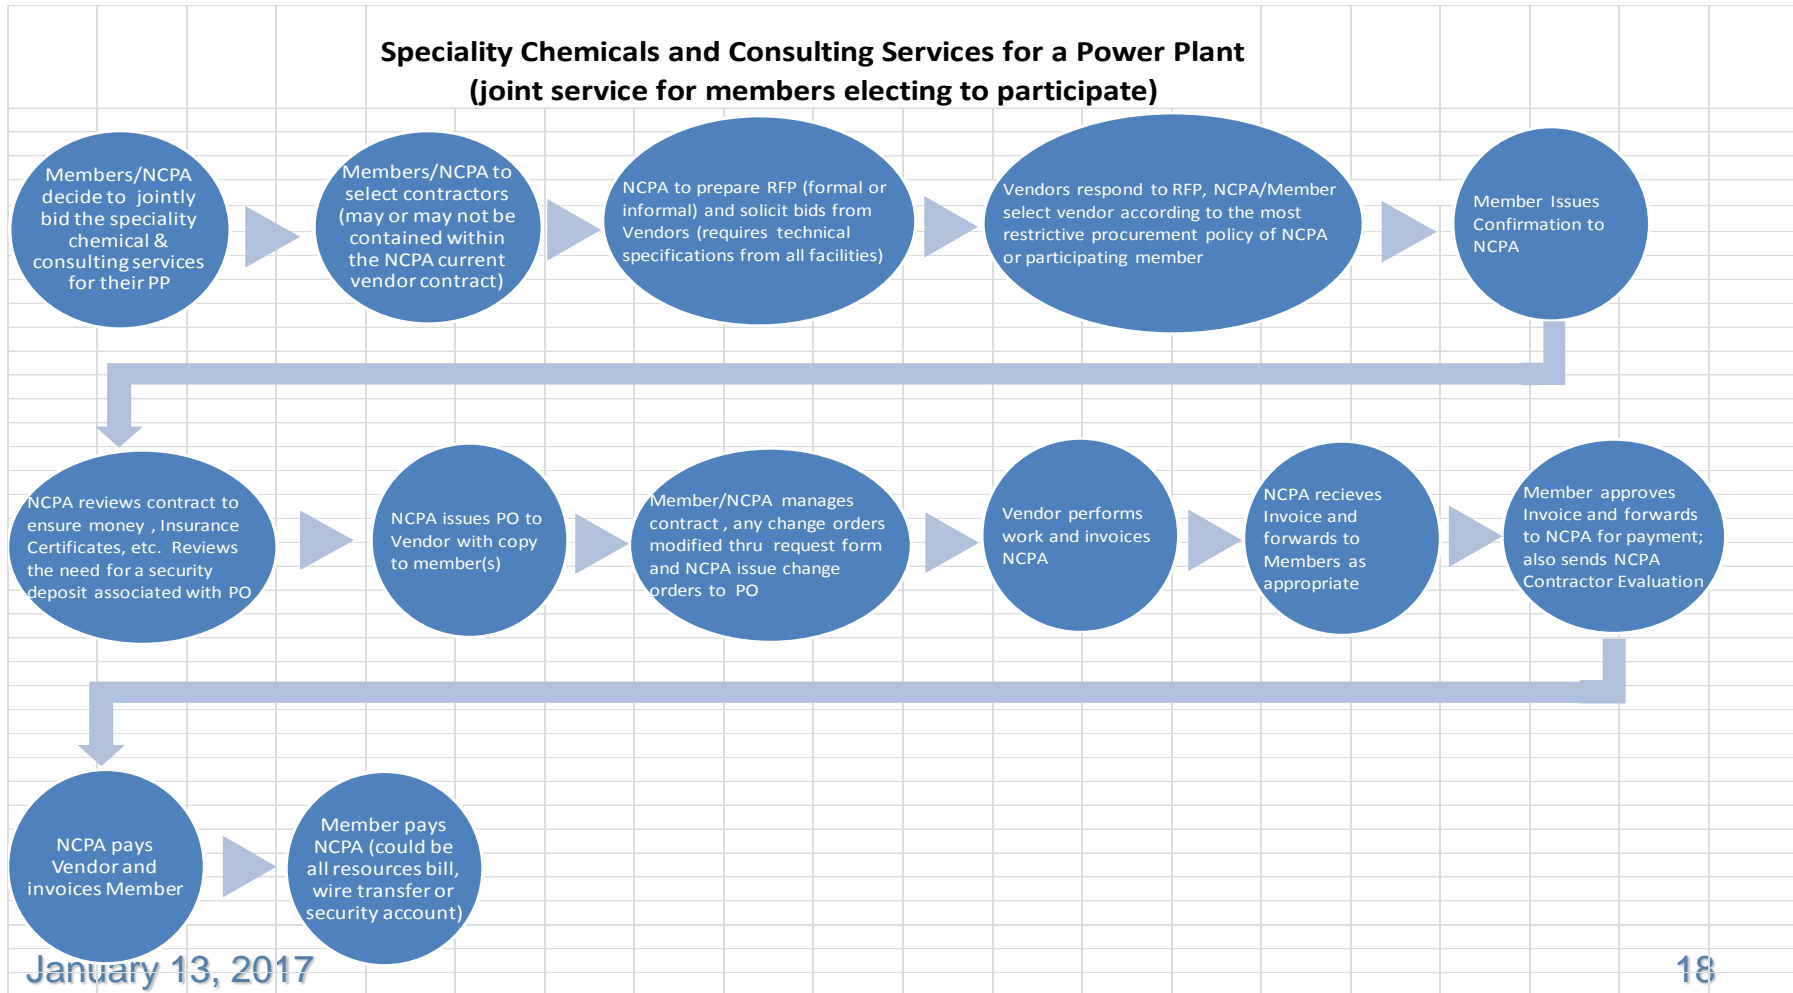 Speciality Chemicals and Consulting Services for a Power Plant
(joint service for members electing to participate)
Members/NCPA
decide to jointly
bid the speciality
chemical &
consulting services
for their PP
Members/NCPA to
select contractors
(may or may not be
contained within
the NCPA current
vendor contract)
NCPA to prepare RFP (formal or
informal) and solicit bids from
Vendors (requires technical
specifications from all facilities)
Vendors respond to RFP, NCPA/Member
select vendor according to the most
restrictive procurement policy of NCPA
or participating member
Member Issues
Confirmation to
NCPA
NCPA reviews contract to
ensure money , Insurance
Certificates, etc. Reviews
the need for a security
deposit associated with PO
NCPA issues PO to
Vendor with copy
to member(s)
Member/NCPA manages
contract , any change orders
modified thru request form
and NCPA issue change
orders to PO
Vendor performs
work and invoices
NCPA
NCPA recieves
Invoice and
forwards to
Members as
appropriate
Member approves
Invoice and forwards
to NCPA for payment;
also sends NCPA
Contractor Evaluation
NCPA pays
Vendor and
invoices Member
Member pays
NCPA (could be
all resources bill,
wire transfer or
security account)
January 13, 2017
18